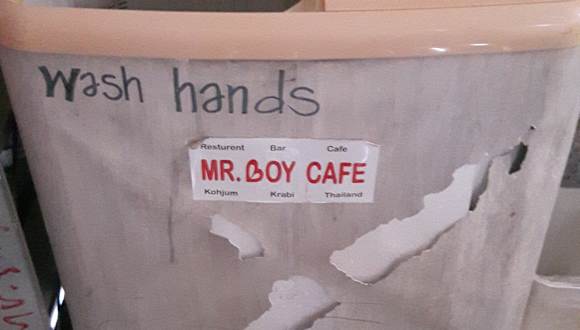 Wash hands
Resturent Bar Cafe
MR. BOY CAFE
Kohjum Krabi Thailand